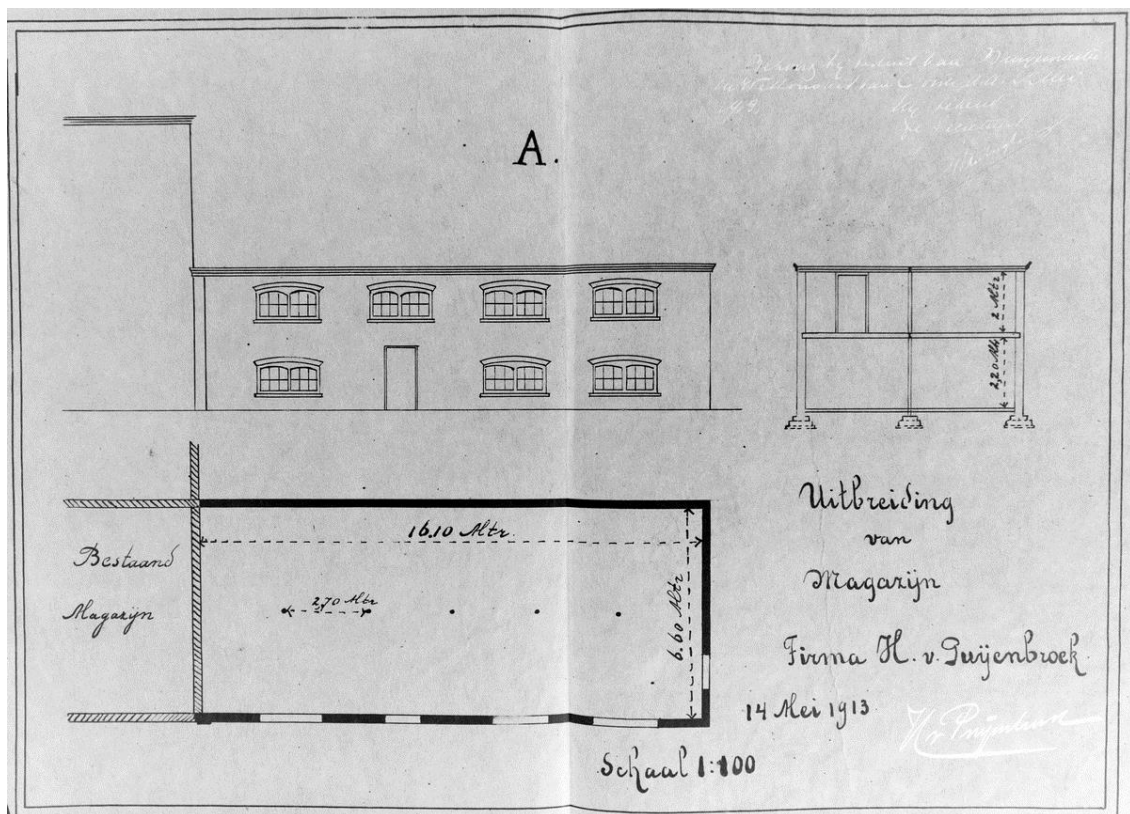 A.
2 Mtr
2,20 Mtr
16.10 Mtr.
Bestaand
Magazijn
2,70 Mtr
6.60 Mtr
Uitbreiding
van
Magazijn
Firma H. v. Puijenbroek
14 Mei 1913
H v Puijenbroek
Schaal 1:100